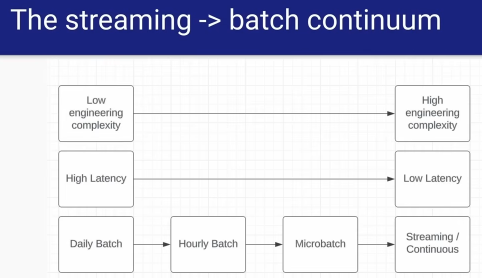 The streaming -> batch continuum
Low
engineering
complexity
High
engineering
complexity
High Latency
Low Latency
Daily Batch
Hourly Batch
Microbatch
Streaming /
Continuous